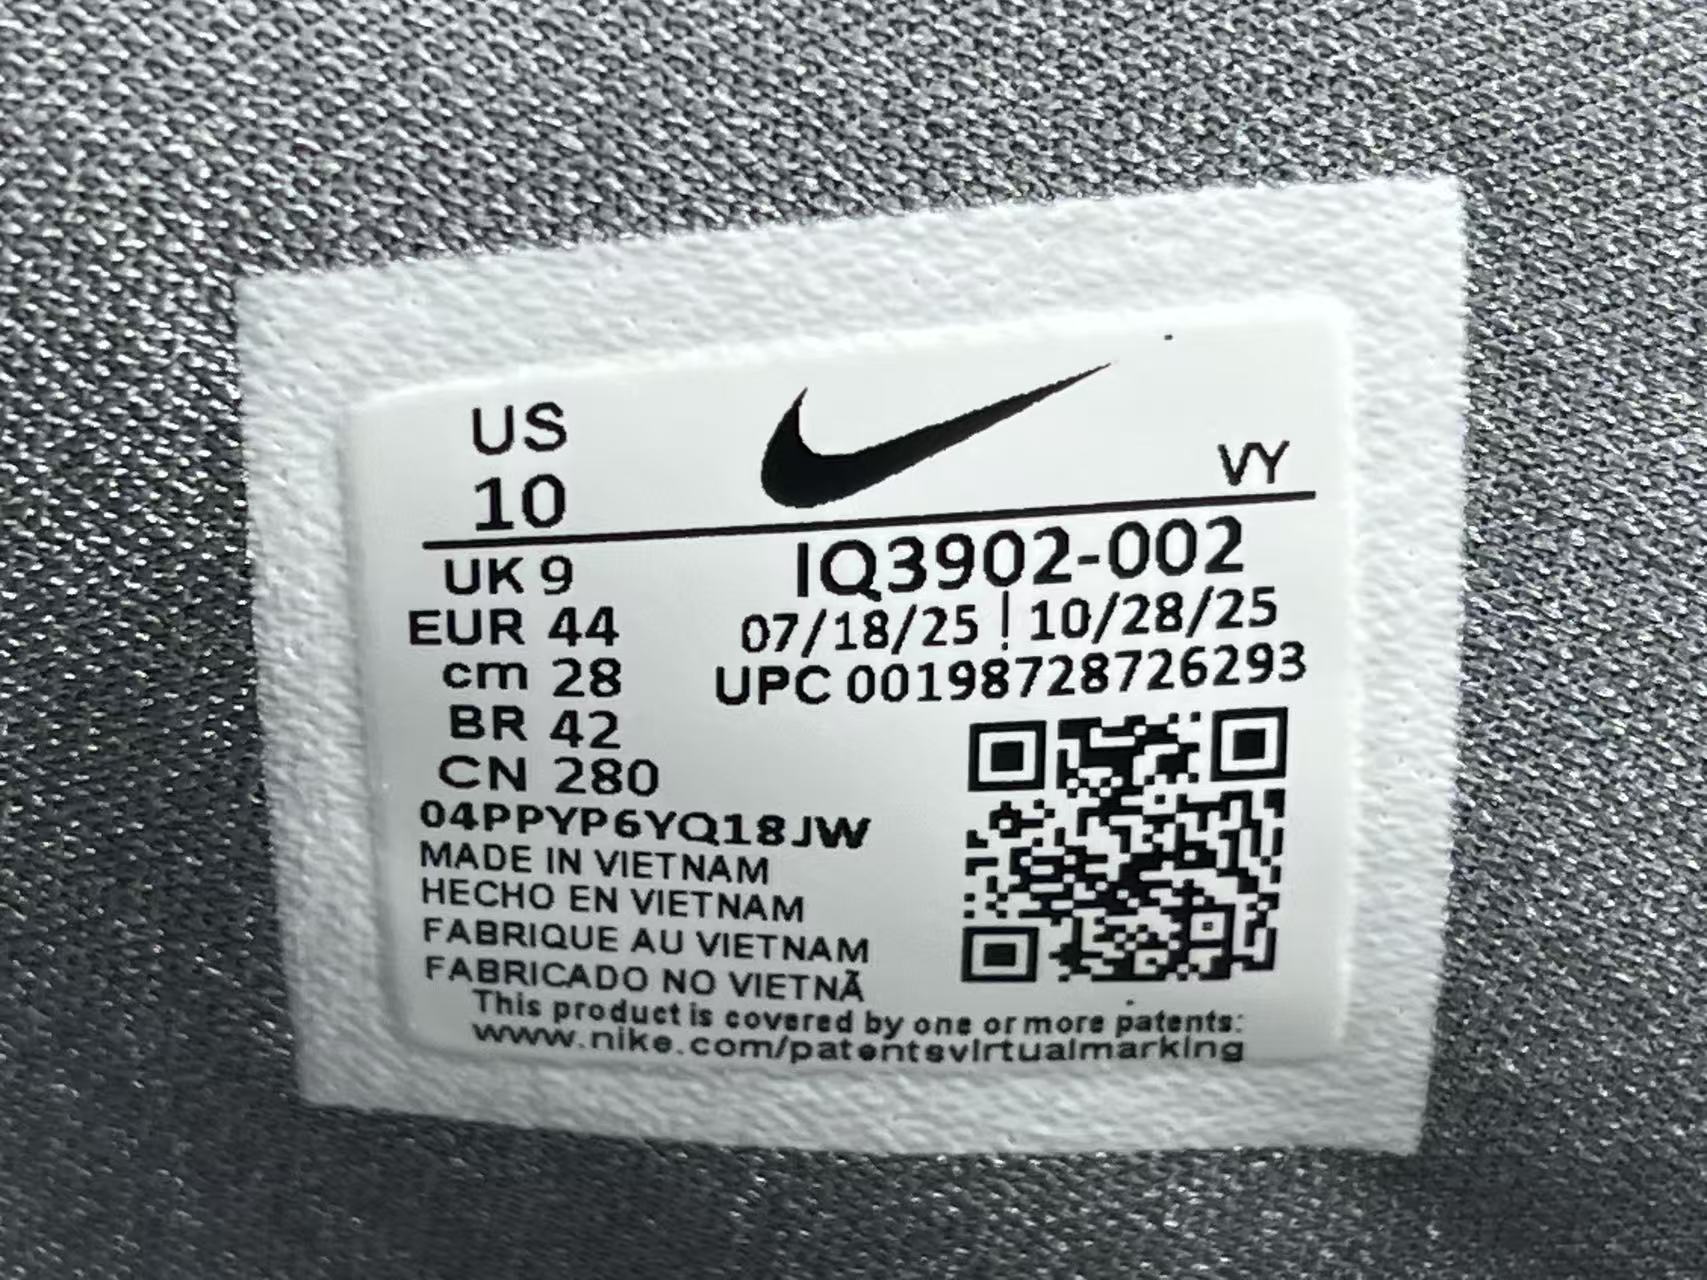 US
10
VY
UK 9
EUR 44
cm 28
BR 42
CN 280
IQ3902-002
07/18/25 | 10/28/25
UPC 00198728726293
04PPYP6YQ18JW
MADE IN VIETNAM
HECHO EN VIETNAM
FABRIQUE AU VIETNAM
FABRICADO NO VIETNÃ
This product is covered by one or more patents:
www.nike.com/patentsvirtualmarking